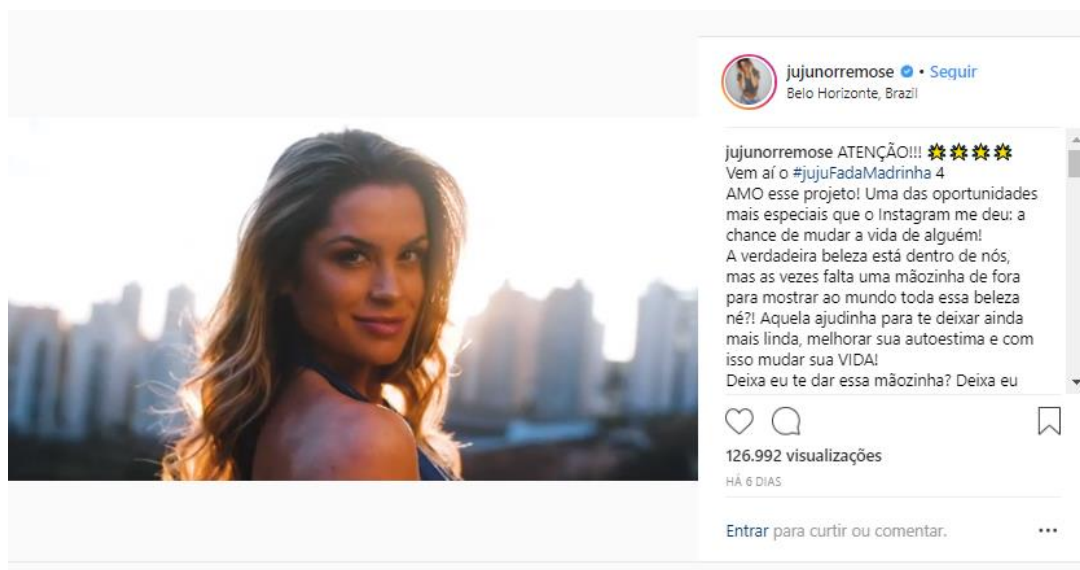 jujunorremose • Seguir
Belo Horizonte, Brazil
jujunorremose ATENÇÃO!!!
Vem aí o #jujuFadaMadrinha 4
AMO esse projeto! Uma das oportunidades
mais especiais que o Instagram me deu: a
chance de mudar a vida de alguém!
A verdadeira beleza está dentro de nós,
mas as vezes falta uma mãozinha de fora
para mostrar ao mundo toda essa beleza
né?! Aquela ajudinha para te deixar ainda
mais linda, melhorar sua autoestima e com
isso mudar sua VIDA!
Deixa eu te dar essa mãozinha? Deixa eu
126.992 visualizações
HÁ 6 DIAS
Entrar para curtir ou comentar.